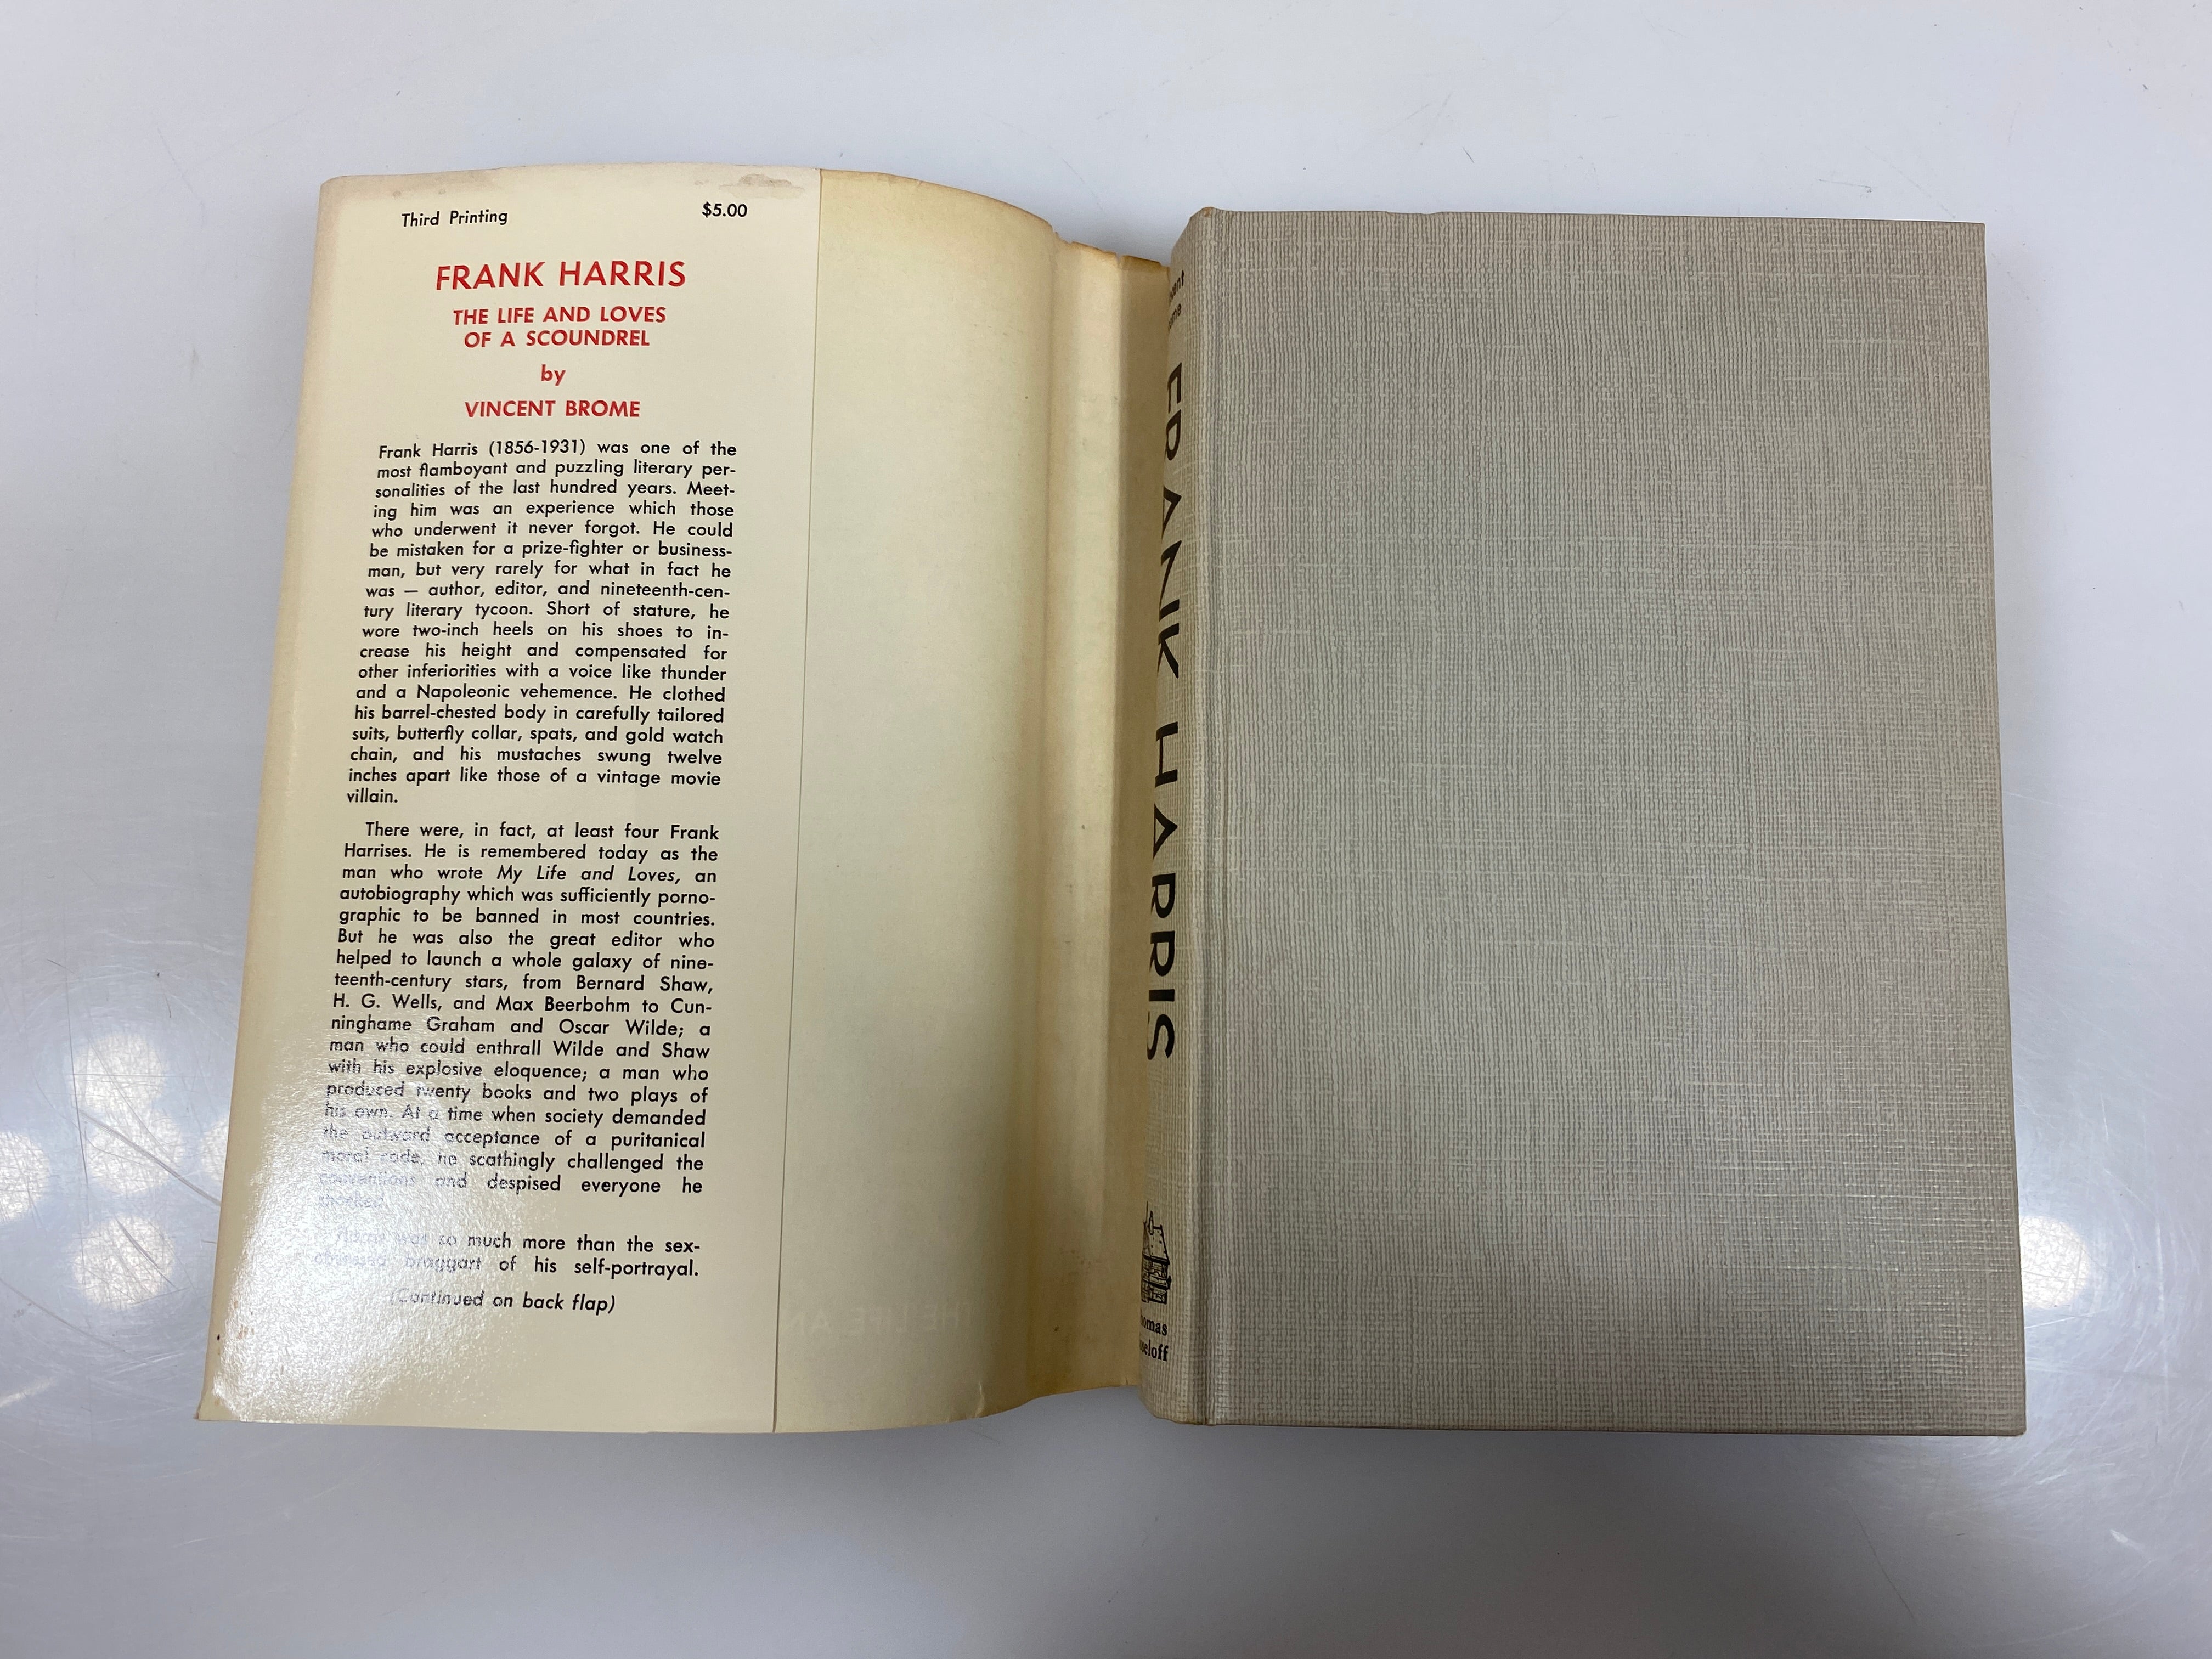 Third Printing
$5.00
FRANK HARRIS
THE LIFE AND LOVES
OF A SCOUNDREL
by
VINCENT BROME
Frank Harris (1856-1931) was one of the
most flamboyant and puzzling literary per-
sonalities of the last hundred years. Meet-
ing him was an experience which those
who underwent it never forgot. He could
be mistaken for a prize-fighter or business-
man, but very rarely for what in fact he
was — author, editor, and nineteenth-cen-
tury literary tycoon. Short of stature, he
wore two-inch heels on his shoes to in-
crease his height and compensated for
other inferiorities with a voice like thunder
and a Napoleonic vehemence. He clothed
his barrel-chested body in carefully tailored
suits, butterfly collar, spats, and gold watch
chain, and his mustaches swung twelve
inches apart like those of a vintage movie
villain.
There were, in fact, at least four Frank
Harrises. He is remembered today as the
man who wrote My Life and Loves, an
autobiography which was sufficiently porno-
graphic to be banned in most countries.
But he was also the great editor who
helped to launch a whole galaxy of nine-
teenth-century stars, from Bernard Shaw,
H. G. Wells, and Max Beerbohm to Cun-
ninghame Graham and Oscar Wilde; a
man who could enthrall Wilde and Shaw
with his explosive eloquence; a man who
produced twenty books and two plays of
his own. At a time when society demanded
the outward acceptance of a puritanical
moral code, he scathingly challenged the
conventions and despised everyone he
shocked.
Harris was so much more than the sex-
obsessed braggart of his self-portrayal.
(Continued on back flap)
FRANK HARRIS